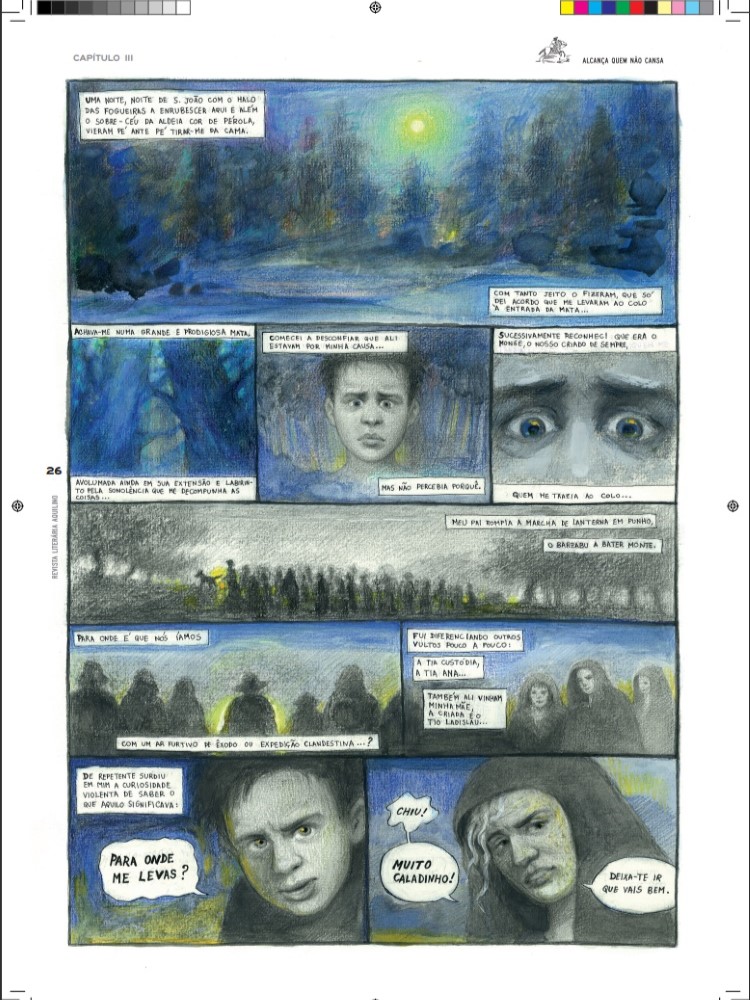 CAPÍTULO III
ALCANÇA QUEM NÃO CANSA
UMA NOITE, NOITE DE S. JOÃO COM O HALO
DAS FOGUEIRAS A ENRUBESCER AQUI E ALÉM
O SOBRE-CÉU DA ALDEIA COR DE PÉROLA,
VIERAM PÉ ANTE PÉ TIRAR-ME DA CAMA.
COM TANTO JEITO O FIZERAM, QUE SÓ
DEI ACORDO QUE ME LEVARAM AO COLO
À ENTRADA DA MATA...
ACHAVA-ME NUMA GRANDE E PRODIGIOSA MATA,
AVOLUMADA AINDA EM SUA EXTENSÃO E LABIRIN-
TO PELA SONOLÊNCIA QUE ME DECOMPUNHA AS
COISAS...
COMECEI A DESCONFIAR QUE ALI
ESTAVAM POR MINHA CAUSA...
MAS NÃO PERCEBIA PORQUÊ.
SUCESSIVAMENTE RECONHECI QUE ERA O
MONGE, O NOSSO CRIADO DE SEMPRE,
QUEM ME TRAZIA AO COLO...
26
REVISTA LITERÁRIA AQUILINO
MEU PAI ROMPIA A MARCHA DE LANTERNA EM PUNHO,
O BARZABU A BATER MONTE.
PARA ONDE É QUE NÓS ÍAMOS
COM UM AR FURTIVO DE ÊXODO OU EXPEDIÇÃO CLANDESTINA...?
FUI DIFERENCIANDO OUTROS
VULTOS POUCO A POUCO:
A TIA CUSTÓDIA,
A TIA ANA...
TAMBÉM ALI VINHAM
MINHA MÃE,
A CRIADA E O
TIO LADISLAU...
DE REPETENTE SURDIU
EM MIM A CURIOSIDADE
VIOLENTA DE SABER O
QUE AQUILO SIGNIFICAVA:
PARA ONDE
ME LEVAS?
CHIU!
MUITO
CALADINHO!
DEIXA-TE IR
QUE VAIS BEM.